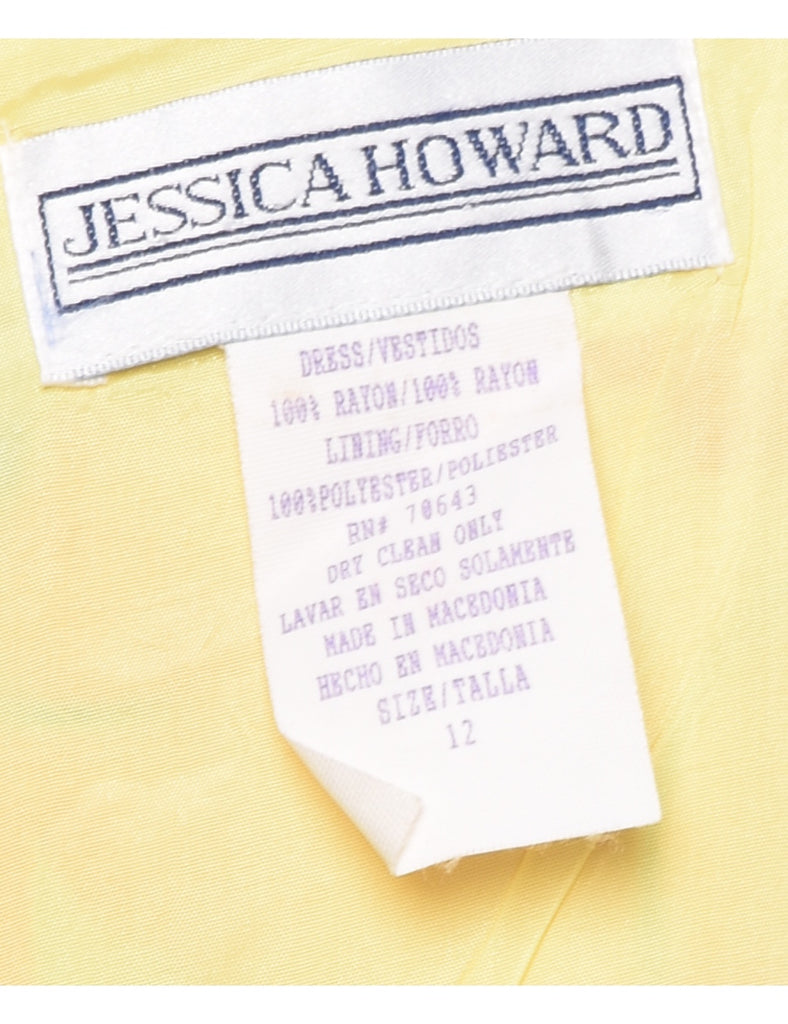 JESSICA HOWARD
DRESS/VESTIDOS
100% RAYON/100% RAYON
LINING/FORRO
100%POLYESTER/POLIESTER
RN# 70643
DRY CLEAN ONLY
LAVAR EN SECO SOLAMENTE
MADE IN MACEDONIA
HECHO EN MACEDONIA
SIZE/TALLA
12